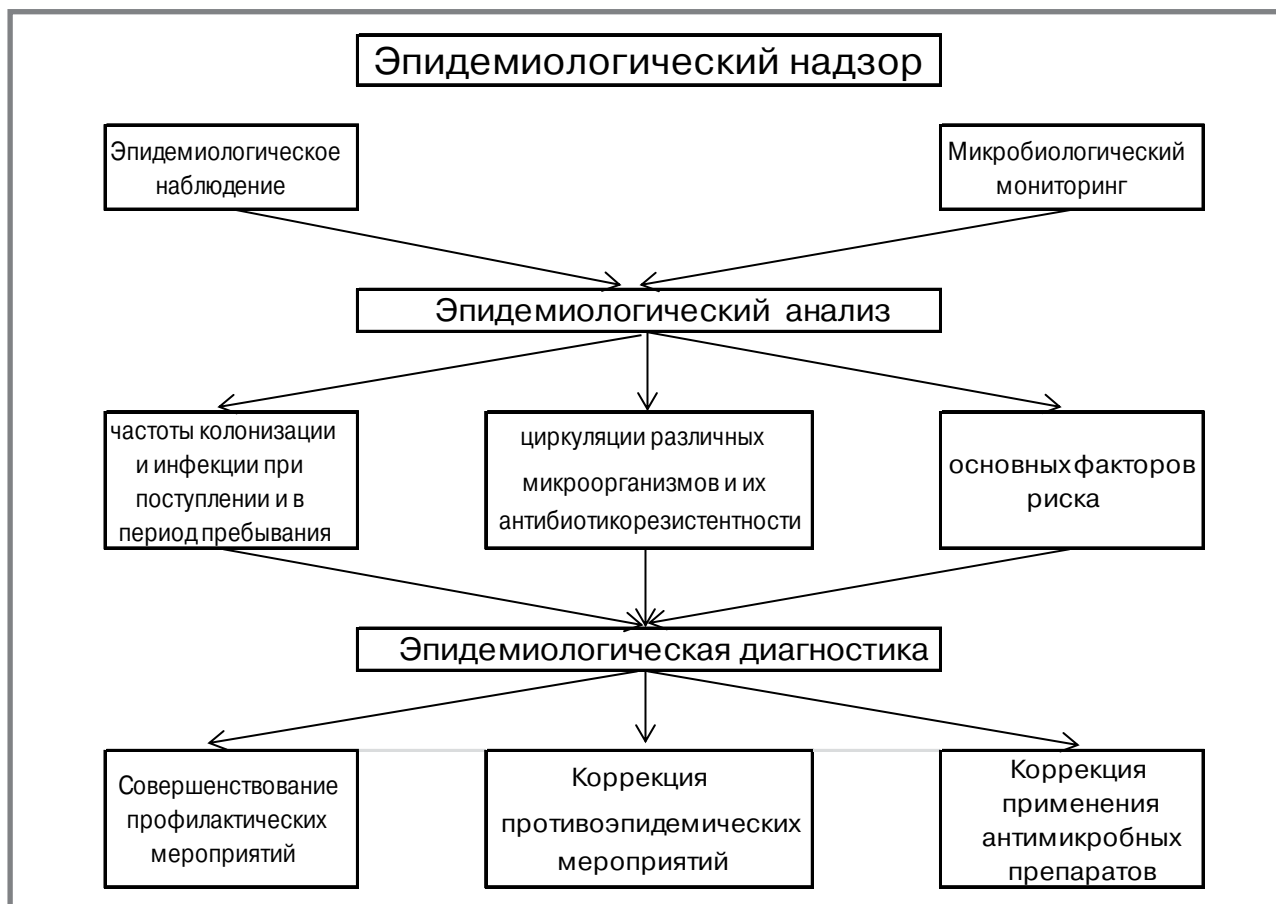 Эпидемиологический надзор
Эпидемиологическое
наблюдение
Микробиологический
мониторинг
Эпидемиологический анализ
частоты колонизации
и инфекции при
поступлении и в
период пребывания
циркуляции различных
микроорганизмов и их
антибиотикорезистентности
основных факторов
риска
Эпидемиологическая диагностика
Совершенствование
профилактических
мероприятий
Коррекция
противоэпидемических
мероприятий
Коррекция
применения
антимикробных
препаратов